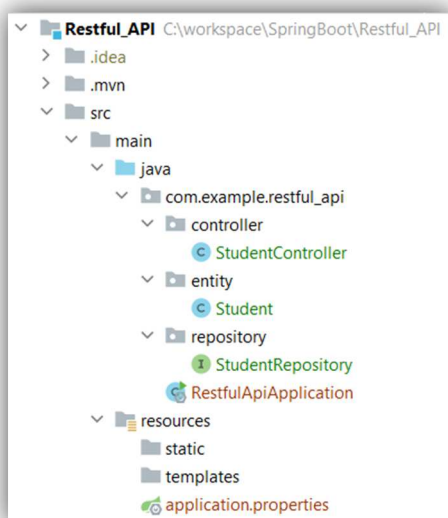 Restful_API C:\workspace\SpringBoot\Restful_API
.idea
.mvn
src
main
java
com.example.restful_api
controller
C StudentController
entity
C Student
repository
I StudentRepository
RestfulApiApplication
resources
static
templates
application.properties